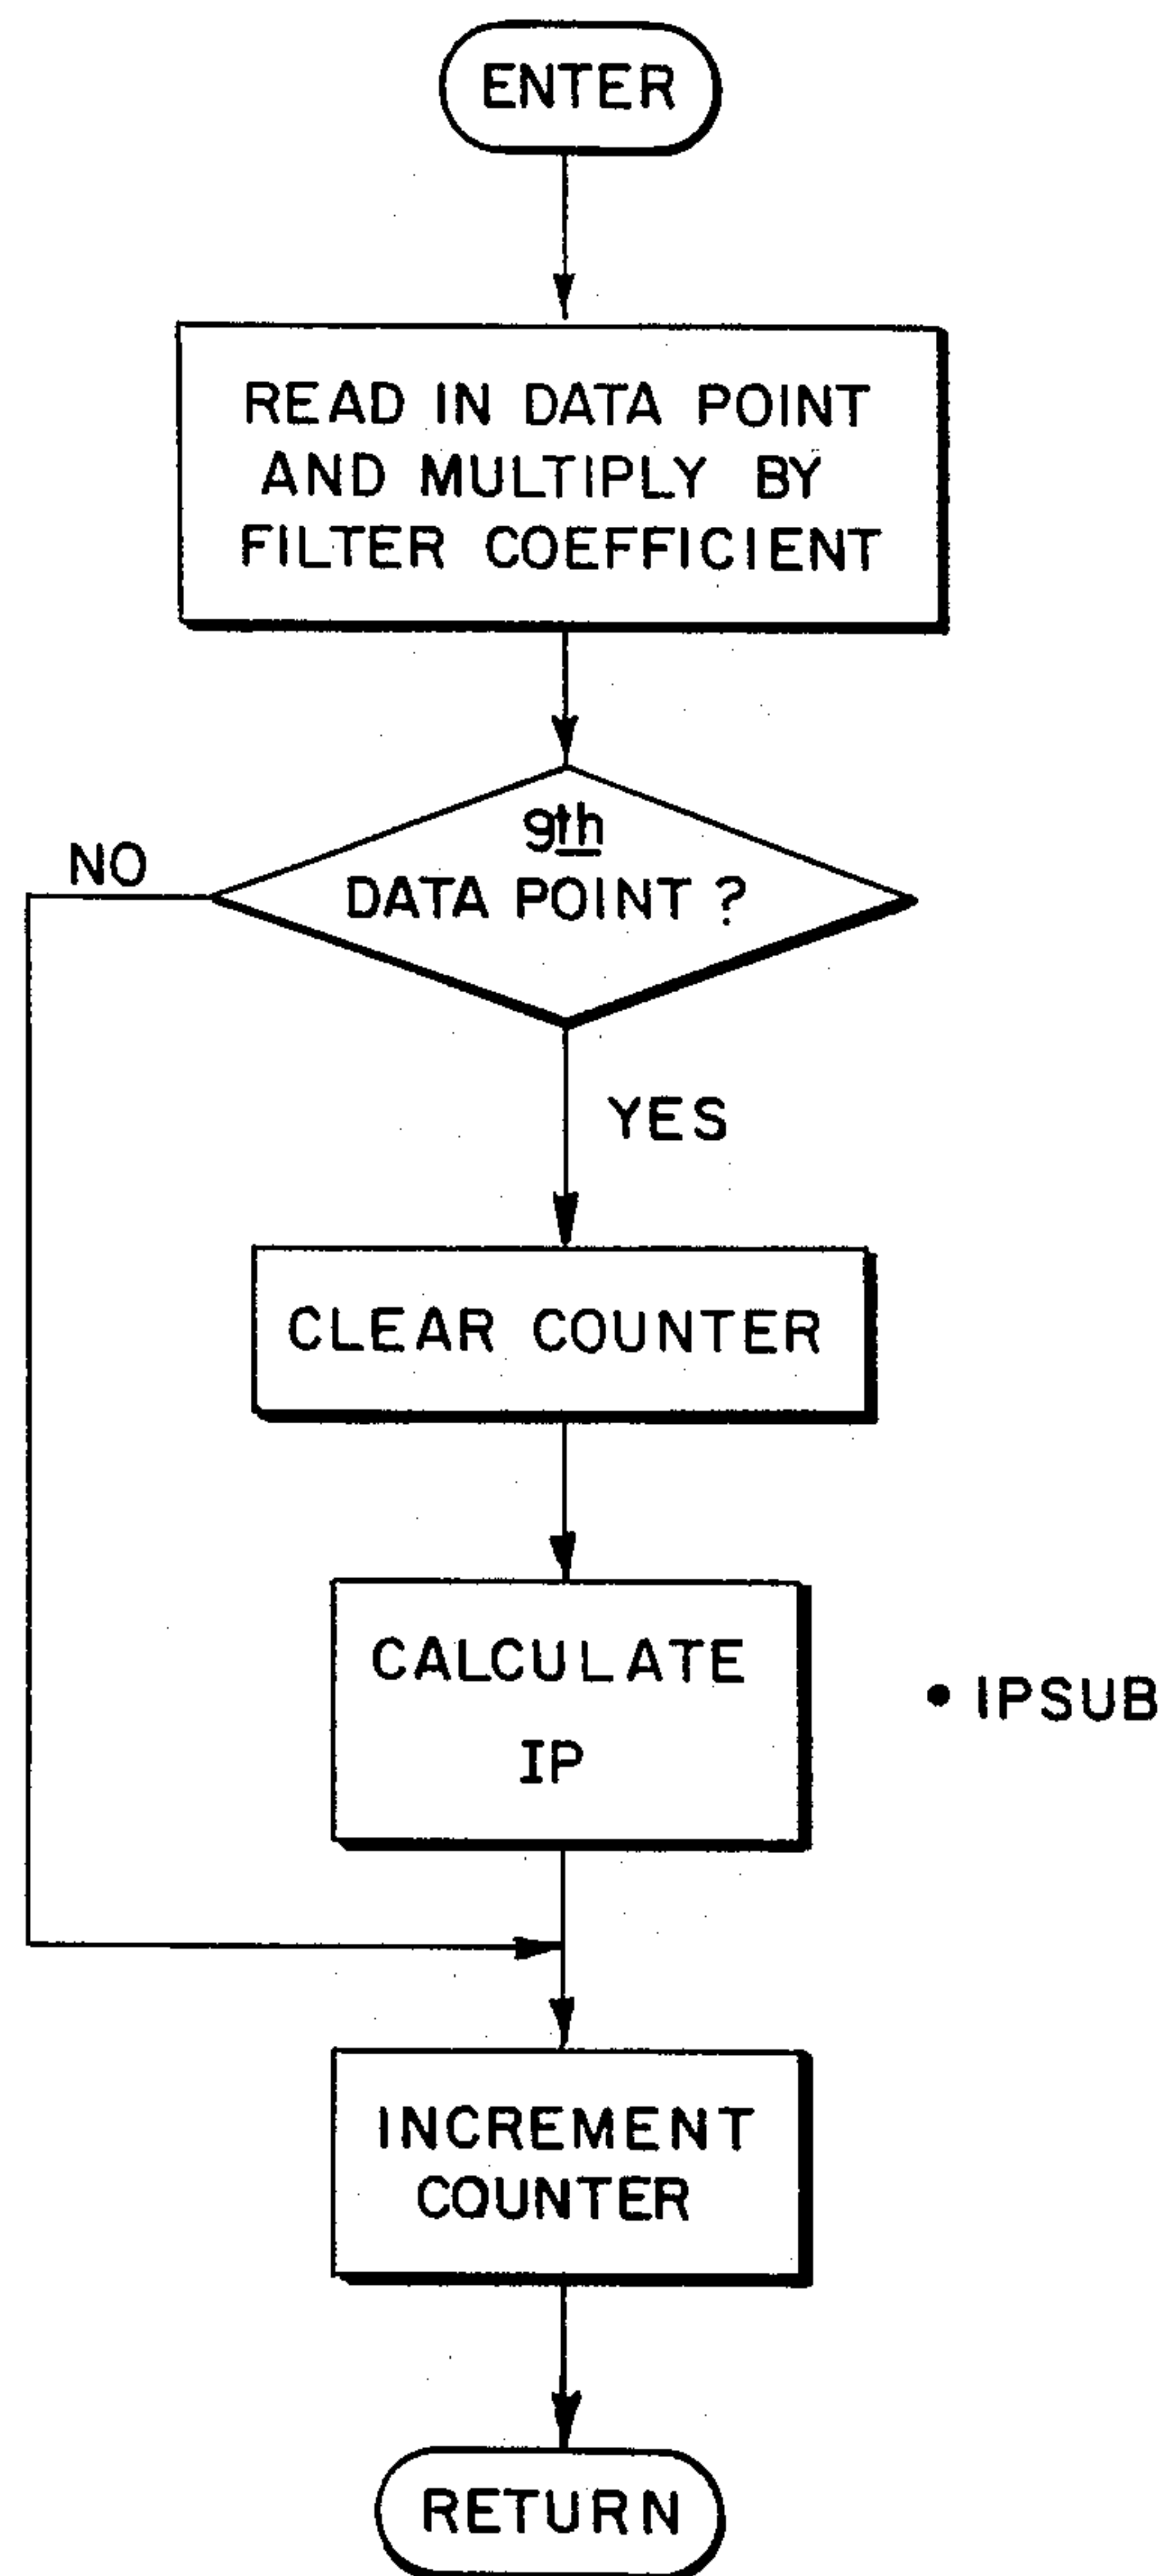 ENTER
READ IN DATA POINT
AND MULTIPLY BY
FILTER COEFFICIENT
9th
DATA POINT ?
NO
YES
CLEAR COUNTER
CALCULATE
IP
• IPSUB
INCREMENT
COUNTER
RETURN